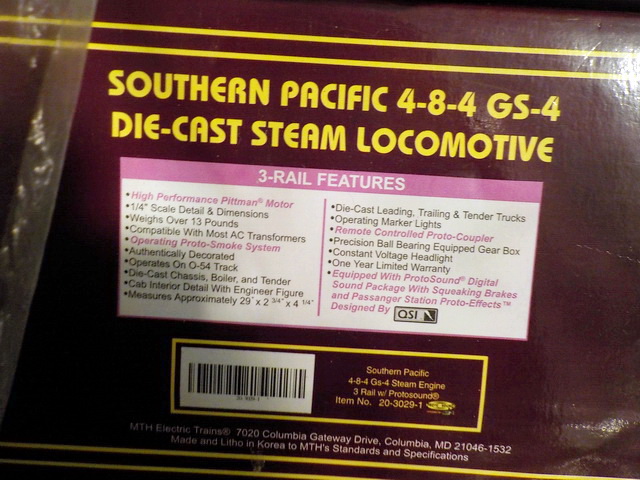 SOUTHERN PACIFIC 4-8-4 GS-4
DIE-CAST STEAM LOCOMOTIVE
3-RAIL FEATURES
•High Performance Pittman® Motor
•1/4" Scale Detail & Dimensions
•Weighs Over 13 Pounds
•Compatible With Most AC Transformers
•Operating Proto-Smoke System
•Authentically Decorated
•Operates On O-54 Track
•Die-Cast Chassis, Boiler, and Tender
•Cab Interior Detail With Engineer Figure
•Measures Approximately 29" x 2 3/4" x 4 1/4"
•Die-Cast Leading, Trailing & Tender Trucks
•Operating Marker Lights
•Remote Controlled Proto-Coupler
•Precision Ball Bearing Equipped Gear Box
•Constant Voltage Headlight
•One Year Limited Warranty
•Equipped With ProtoSound® Digital
Sound Package With Squeaking Brakes
and Passanger Station Proto-Effects™
Designed By QSI
Southern Pacific
4-8-4 Gs-4 Steam Engine
3 Rail w/ Protosound®
Item No. 20-3029-1
MTH Electric Trains® 7020 Columbia Gateway Drive, Columbia, MD 21046-1532
Made and Litho in Korea to MTH's Standards and Specifications